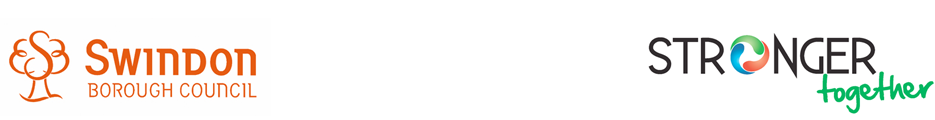 SWINDON
BOROUGH COUNCIL
STRONGER
together